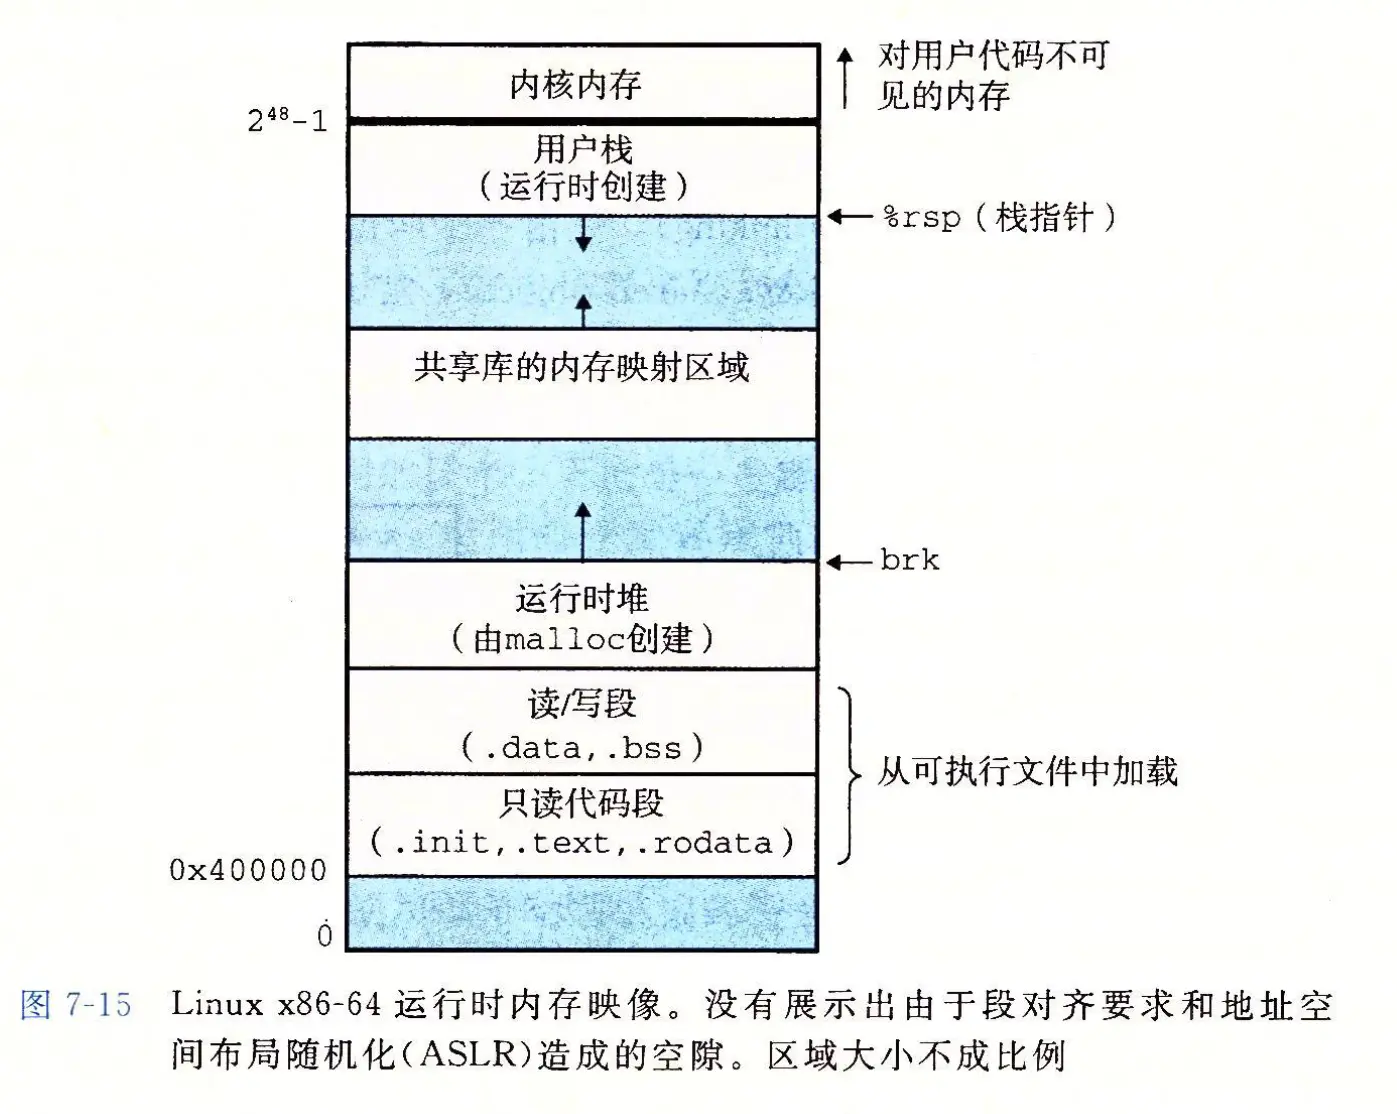 内核内存
对用户代码不可
见的内存
2⁴⁸-1
用户栈
（运行时创建）
%rsp（栈指针）
共享库的内存映射区域
brk
运行时堆
（由malloc创建）
读/写段
（.data,.bss）
从可执行文件中加载
只读代码段
（.init,.text,.rodata）
0x400000
0
图 7-15 Linux x86-64 运行时内存映像。没有展示出由于段对齐要求和地址空
间布局随机化(ASLR)造成的空隙。区域大小不成比例